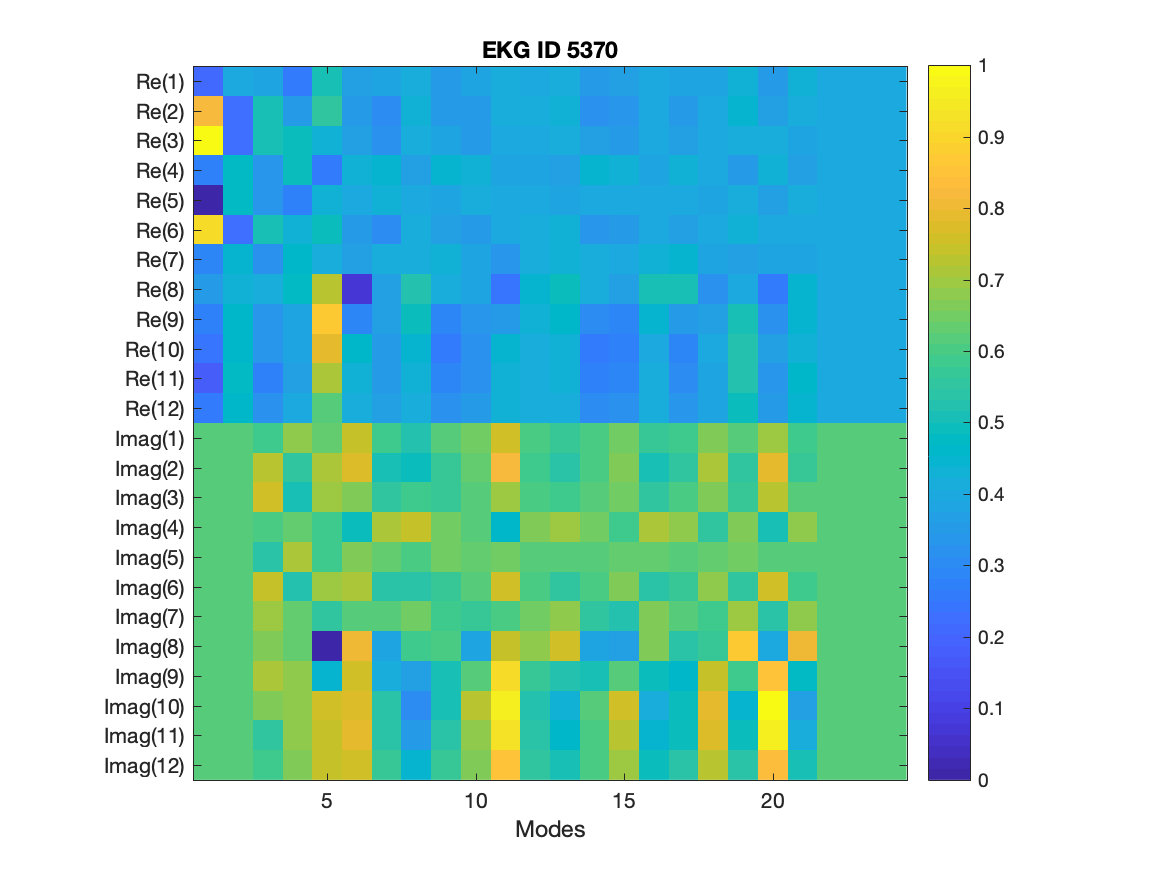 EKG ID 5370
Re(1)
Re(2)
Re(3)
Re(4)
Re(5)
Re(6)
Re(7)
Re(8)
Re(9)
Re(10)
Re(11)
Re(12)
Imag(1)
Imag(2)
Imag(3)
Imag(4)
Imag(5)
Imag(6)
Imag(7)
Imag(8)
Imag(9)
Imag(10)
Imag(11)
Imag(12)
5 10 15 20
Modes
1
0.9
0.8
0.7
0.6
0.5
0.4
0.3
0.2
0.1
0